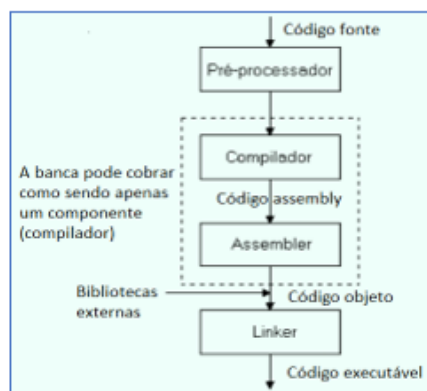 Código fonte
Pré-processador
Compilador
A banca pode cobrar
como sendo apenas
um componente
(compilador)
Código assembly
Assembler
Bibliotecas
externas
Código objeto
Linker
Código executável